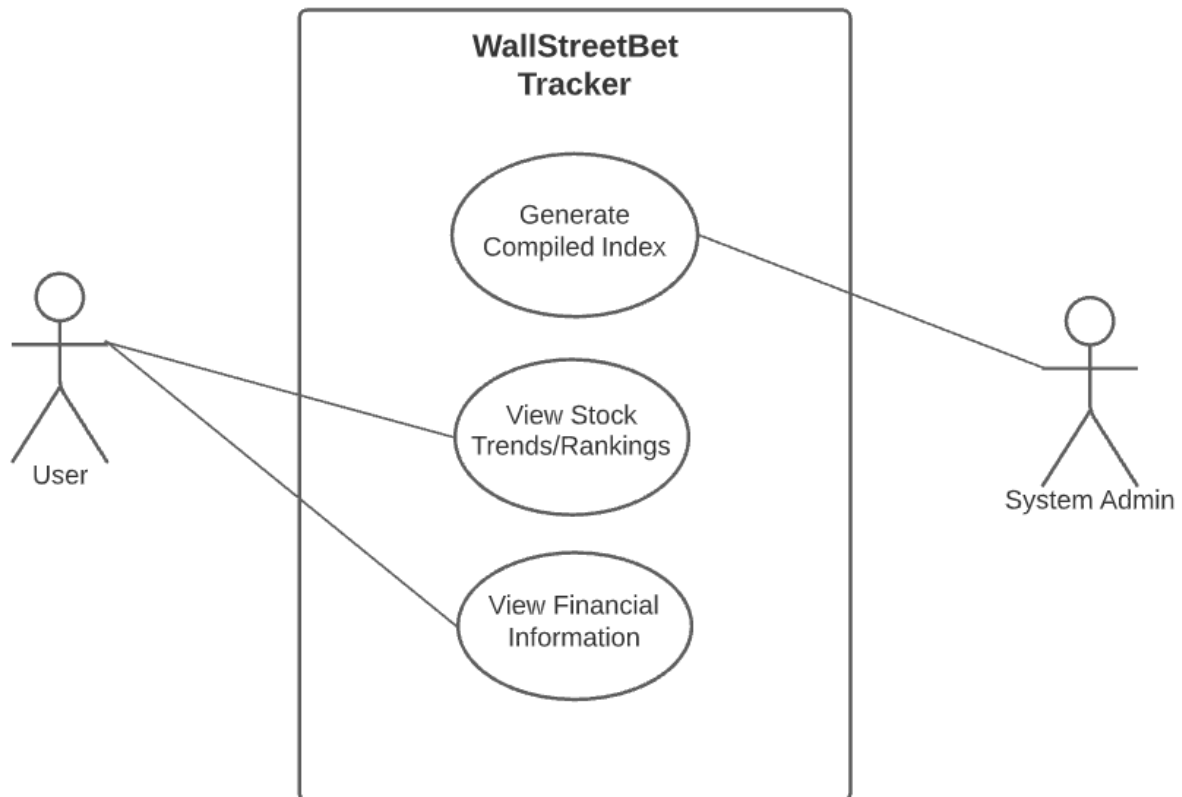 WallStreetBet
Tracker
Generate
Compiled Index
View Stock
Trends/Rankings
User
System Admin
View Financial
Information